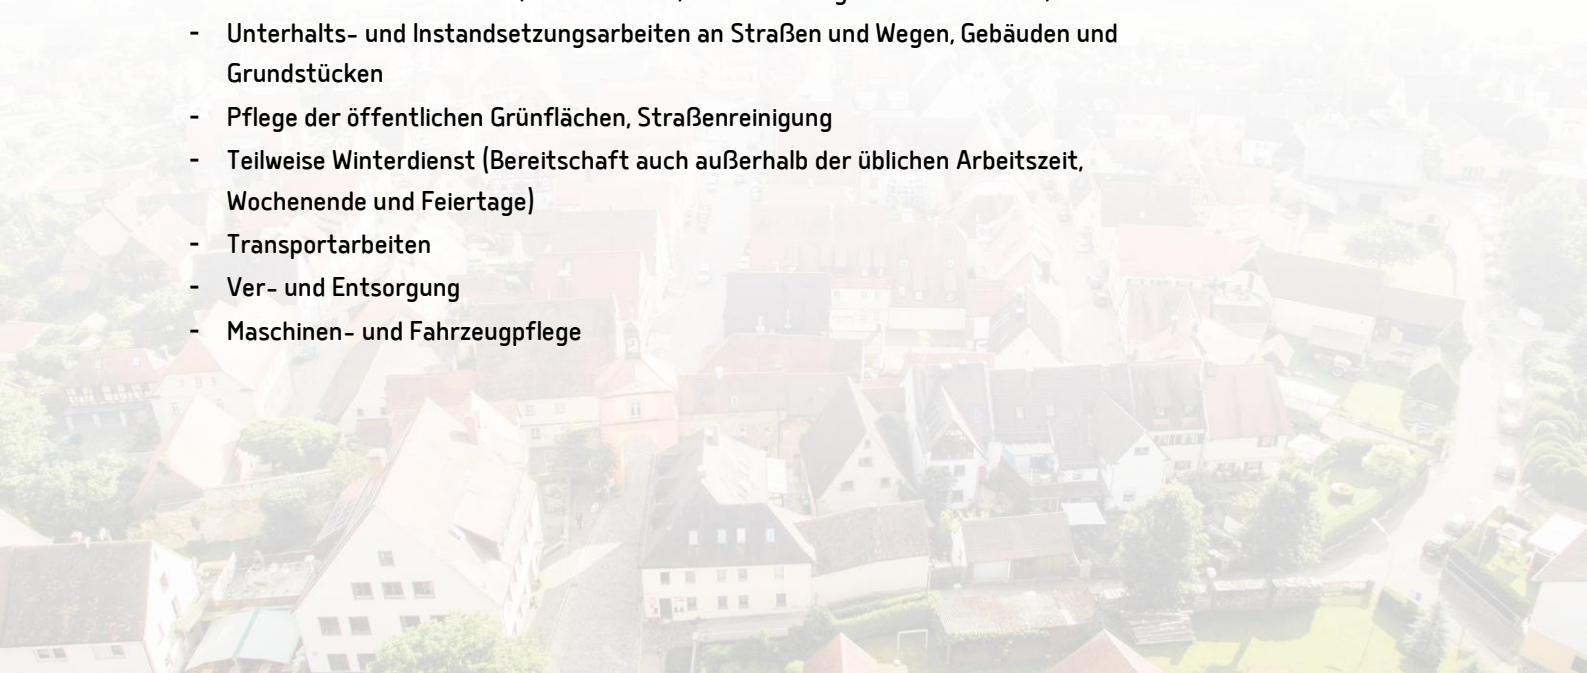 - Unterhalts- und Instandsetzungsarbeiten an Straßen und Wegen, Gebäuden und
Grundstücken
- Pflege der öffentlichen Grünflächen, Straßenreinigung
- Teilweise Winterdienst (Bereitschaft auch außerhalb der üblichen Arbeitszeit,
Wochenende und Feiertage)
- Transportarbeiten
- Ver- und Entsorgung
- Maschinen- und Fahrzeugpflege